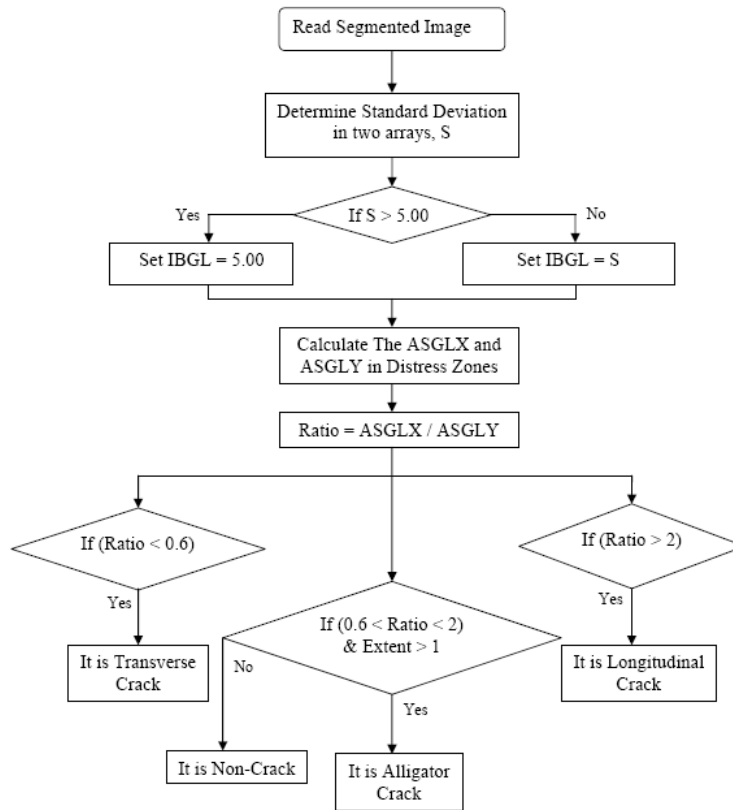 Read Segmented Image
Determine Standard Deviation
in two arrays, S
Yes
If S > 5.00
No
Set IBGL = 5.00
Set IBGL = S
Calculate The ASGLX and
ASGLY in Distress Zones
Ratio = ASGLX / ASGLY
If (Ratio < 0.6)
If (Ratio > 2)
Yes
If (0.6 < Ratio < 2)
& Extent > 1
Yes
It is Transverse
Crack
No
It is Longitudinal
Crack
Yes
It is Non-Crack
It is Alligator
Crack